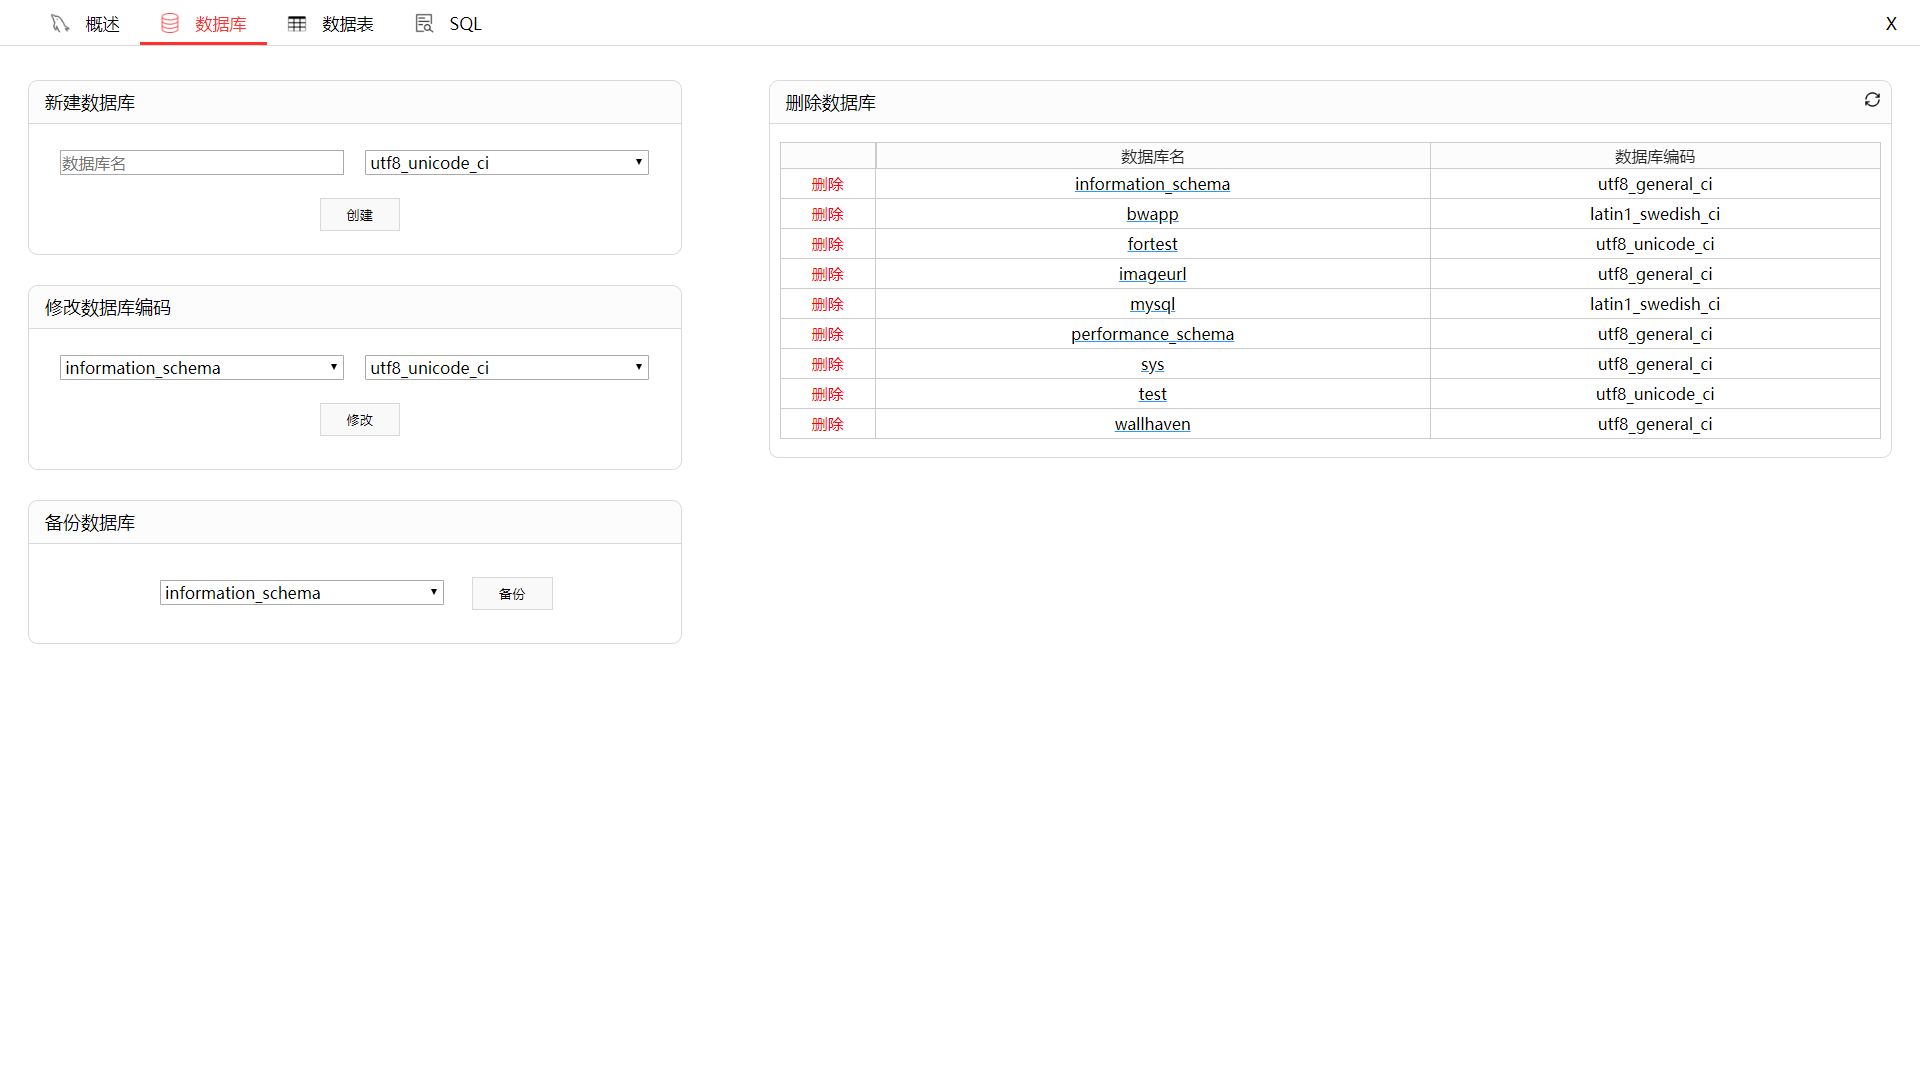 概述 数据库 数据表 SQL X
新建数据库
数据库名 utf8_unicode_ci
创建
修改数据库编码
information_schema utf8_unicode_ci
修改
备份数据库
information_schema 备份
删除数据库
数据库名 数据库编码
删除 information_schema utf8_general_ci
删除 bwapp latin1_swedish_ci
删除 fortest utf8_unicode_ci
删除 imageurl utf8_general_ci
删除 mysql latin1_swedish_ci
删除 performance_schema utf8_general_ci
删除 sys utf8_general_ci
删除 test utf8_unicode_ci
删除 wallhaven utf8_general_ci